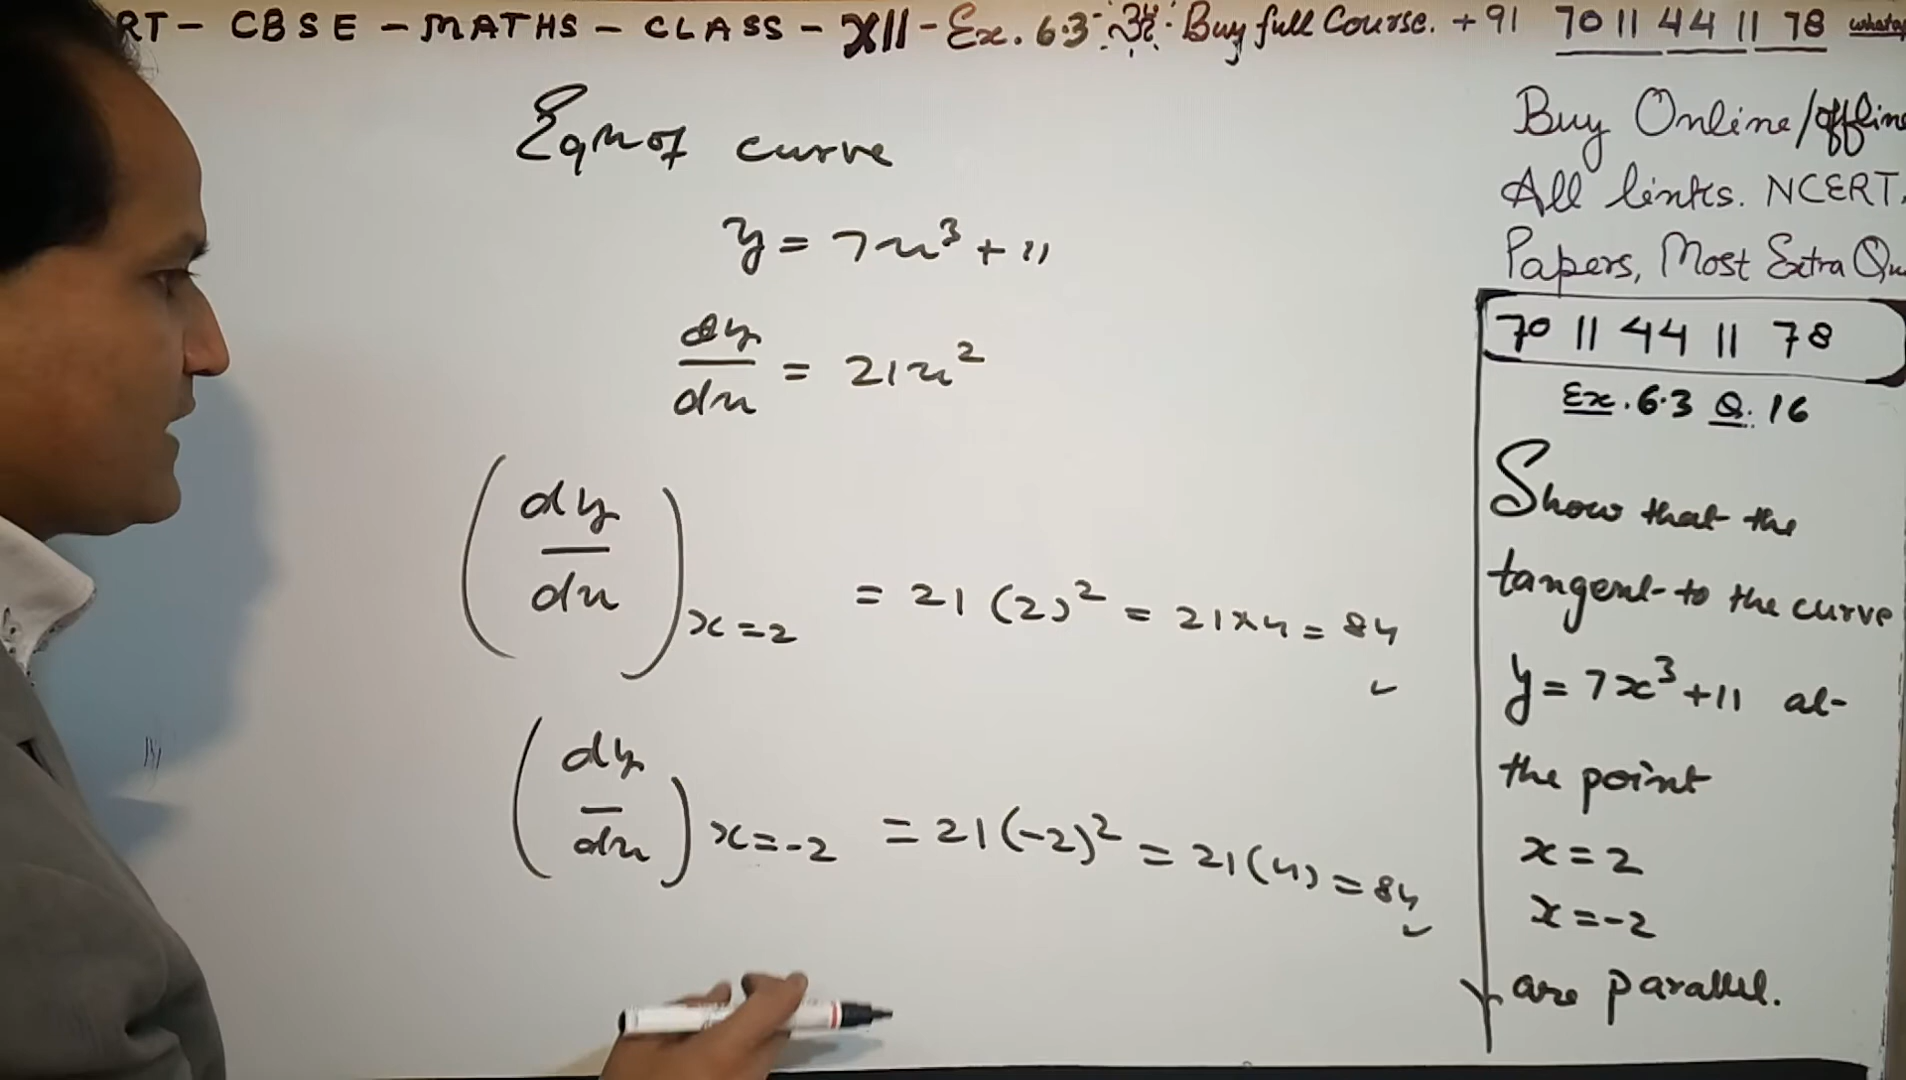 RT - CBSE - MATHS - CLASS - XII - Ex. 6.3 Buy full Course. +91 70 11 44 11 78
Eqn of curve
y = 7x³ + 11
dy/dx = 21x²
(dy/dx) x=2 = 21 (2)² = 21×4 = 84
(dy/dx) x=-2 = 21(-2)² = 21(4) = 84
Buy Online/offline
All links. NCERT,
Papers, Most Extra Qu
70 11 44 11 78
Ex. 6.3 Q. 16
Show that the
tangent to the curve
y = 7x³ + 11 at
the point
x = 2
x = -2
are parallel.